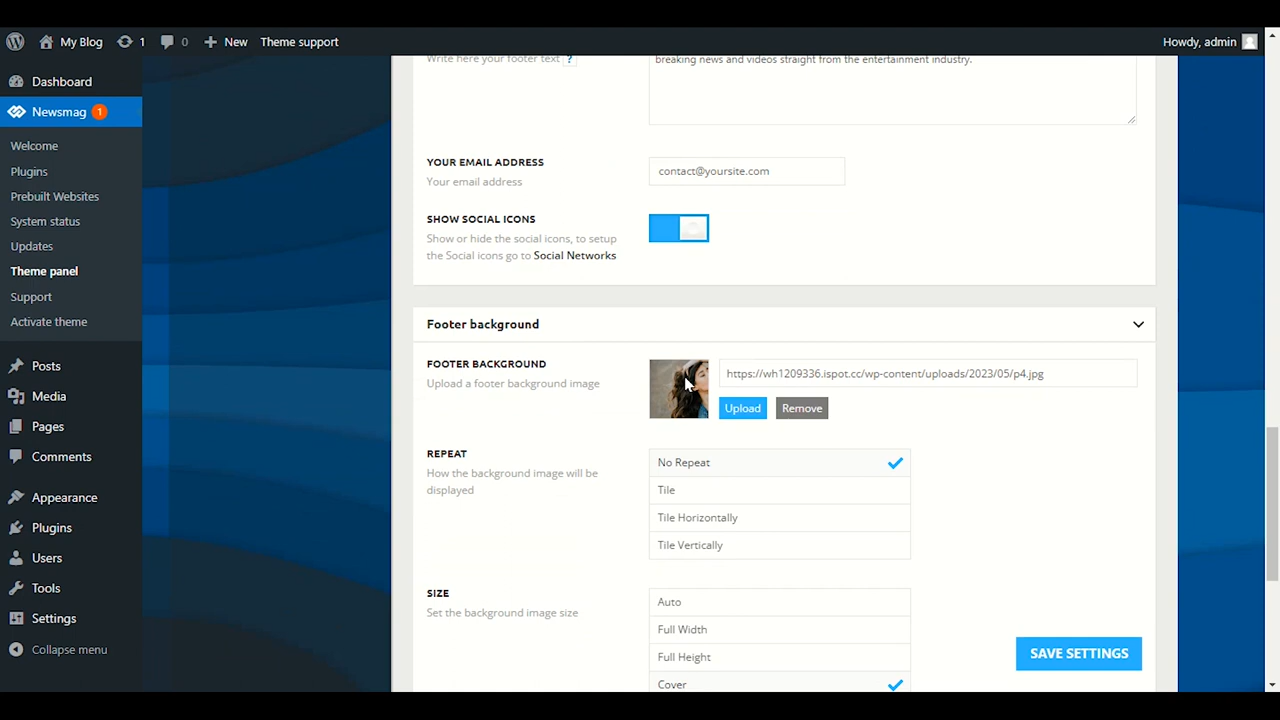 My Blog 1 0 New Theme support Howdy, admin
Dashboard
Newsmag 1
Welcome
Plugins
Prebuilt Websites
System status
Updates
Theme panel
Support
Activate theme
Posts
Media
Pages
Comments
Appearance
Plugins
Users
Tools
Settings
Collapse menu
Write here your footer text ?
breaking news and videos straight from the entertainment industry.
YOUR EMAIL ADDRESS
Your email address
contact@yoursite.com
SHOW SOCIAL ICONS
Show or hide the social icons, to setup
the Social icons go to Social Networks
Footer background
FOOTER BACKGROUND
Upload a footer background image
https://wh1209336.ispot.cc/wp-content/uploads/2023/05/p4.jpg
Upload Remove
REPEAT
How the background image will be
displayed
No Repeat
Tile
Tile Horizontally
Tile Vertically
SIZE
Set the background image size
Auto
Full Width
Full Height
Cover
SAVE SETTINGS